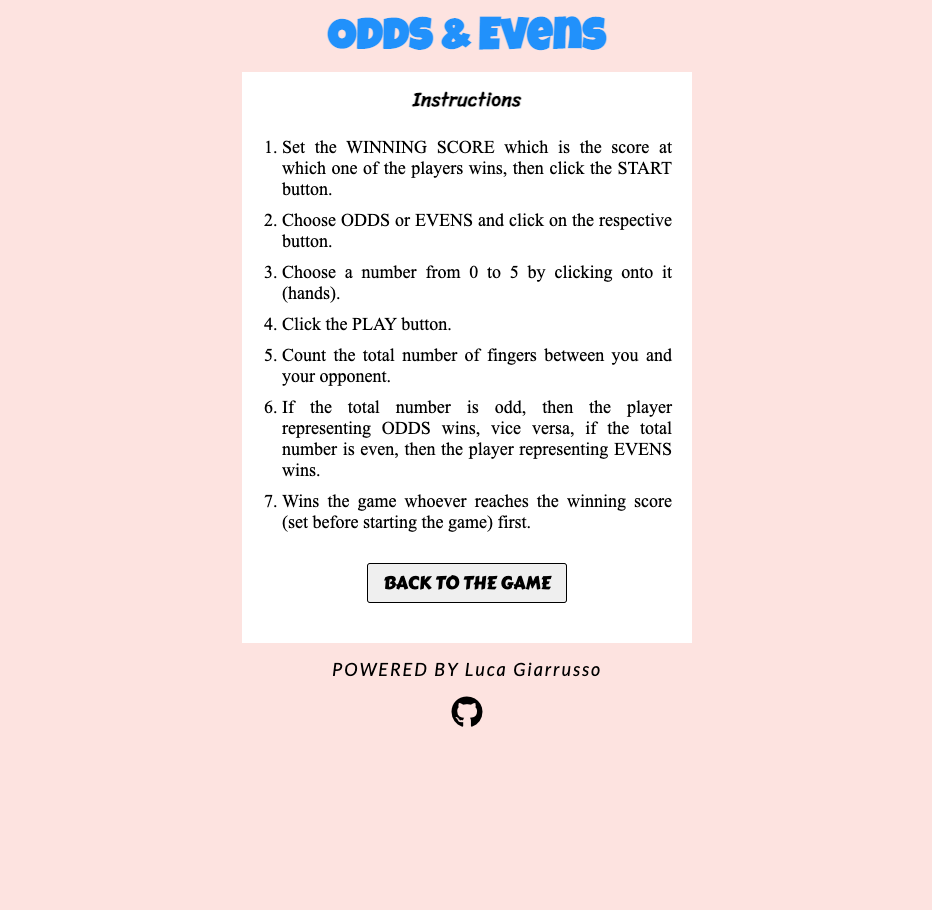 ODDS & Evens
Instructions
1. Set the WINNING SCORE which is the score at
which one of the players wins, then click the START
button.
2. Choose ODDS or EVENS and click on the respective
button.
3. Choose a number from 0 to 5 by clicking onto it
(hands).
4. Click the PLAY button.
5. Count the total number of fingers between you and
your opponent.
6. If the total number is odd, then the player
representing ODDS wins, vice versa, if the total
number is even, then the player representing EVENS
wins.
7. Wins the game whoever reaches the winning score
(set before starting the game) first.
BACK TO THE GAME
POWERED BY Luca Giarrusso